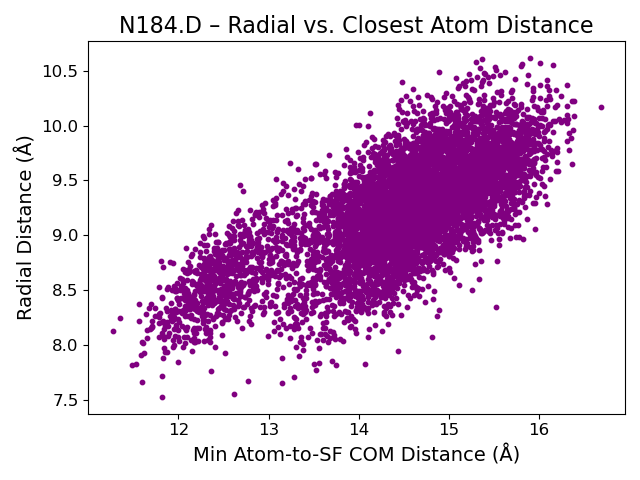 N184.D – Radial vs. Closest Atom Distance
Radial Distance (Å)
10.5
10.0
9.5
9.0
8.5
8.0
7.5
12 13 14 15 16
Min Atom-to-SF COM Distance (Å)